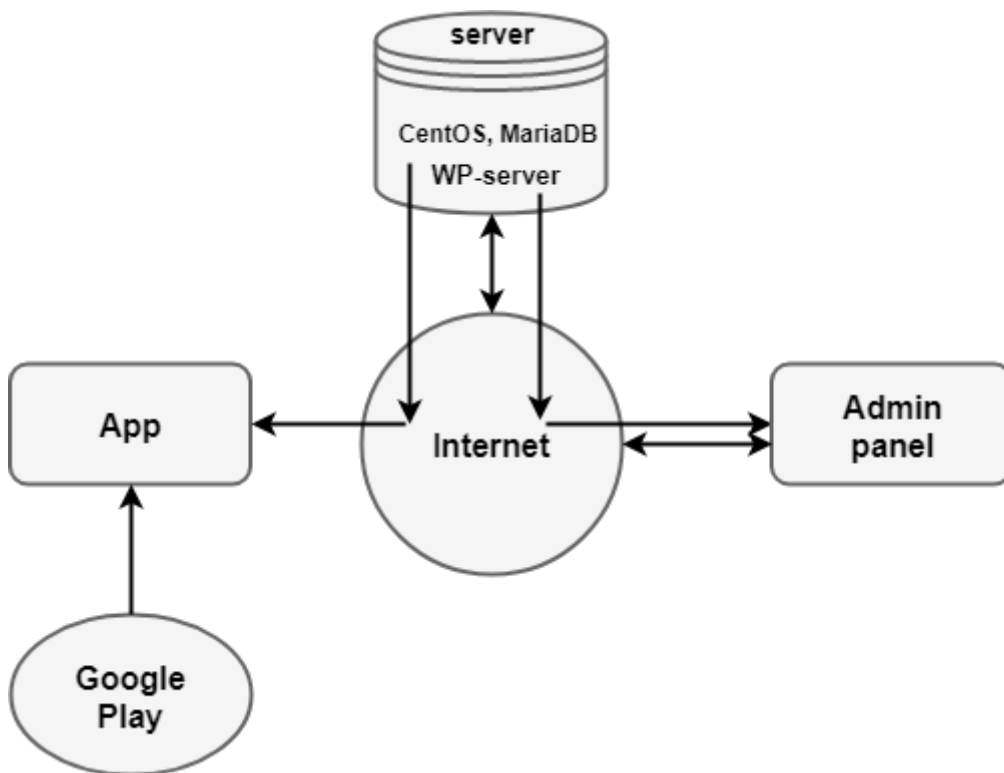 server
CentOS, MariaDB
WP-server
App
Internet
Admin
panel
Google
Play